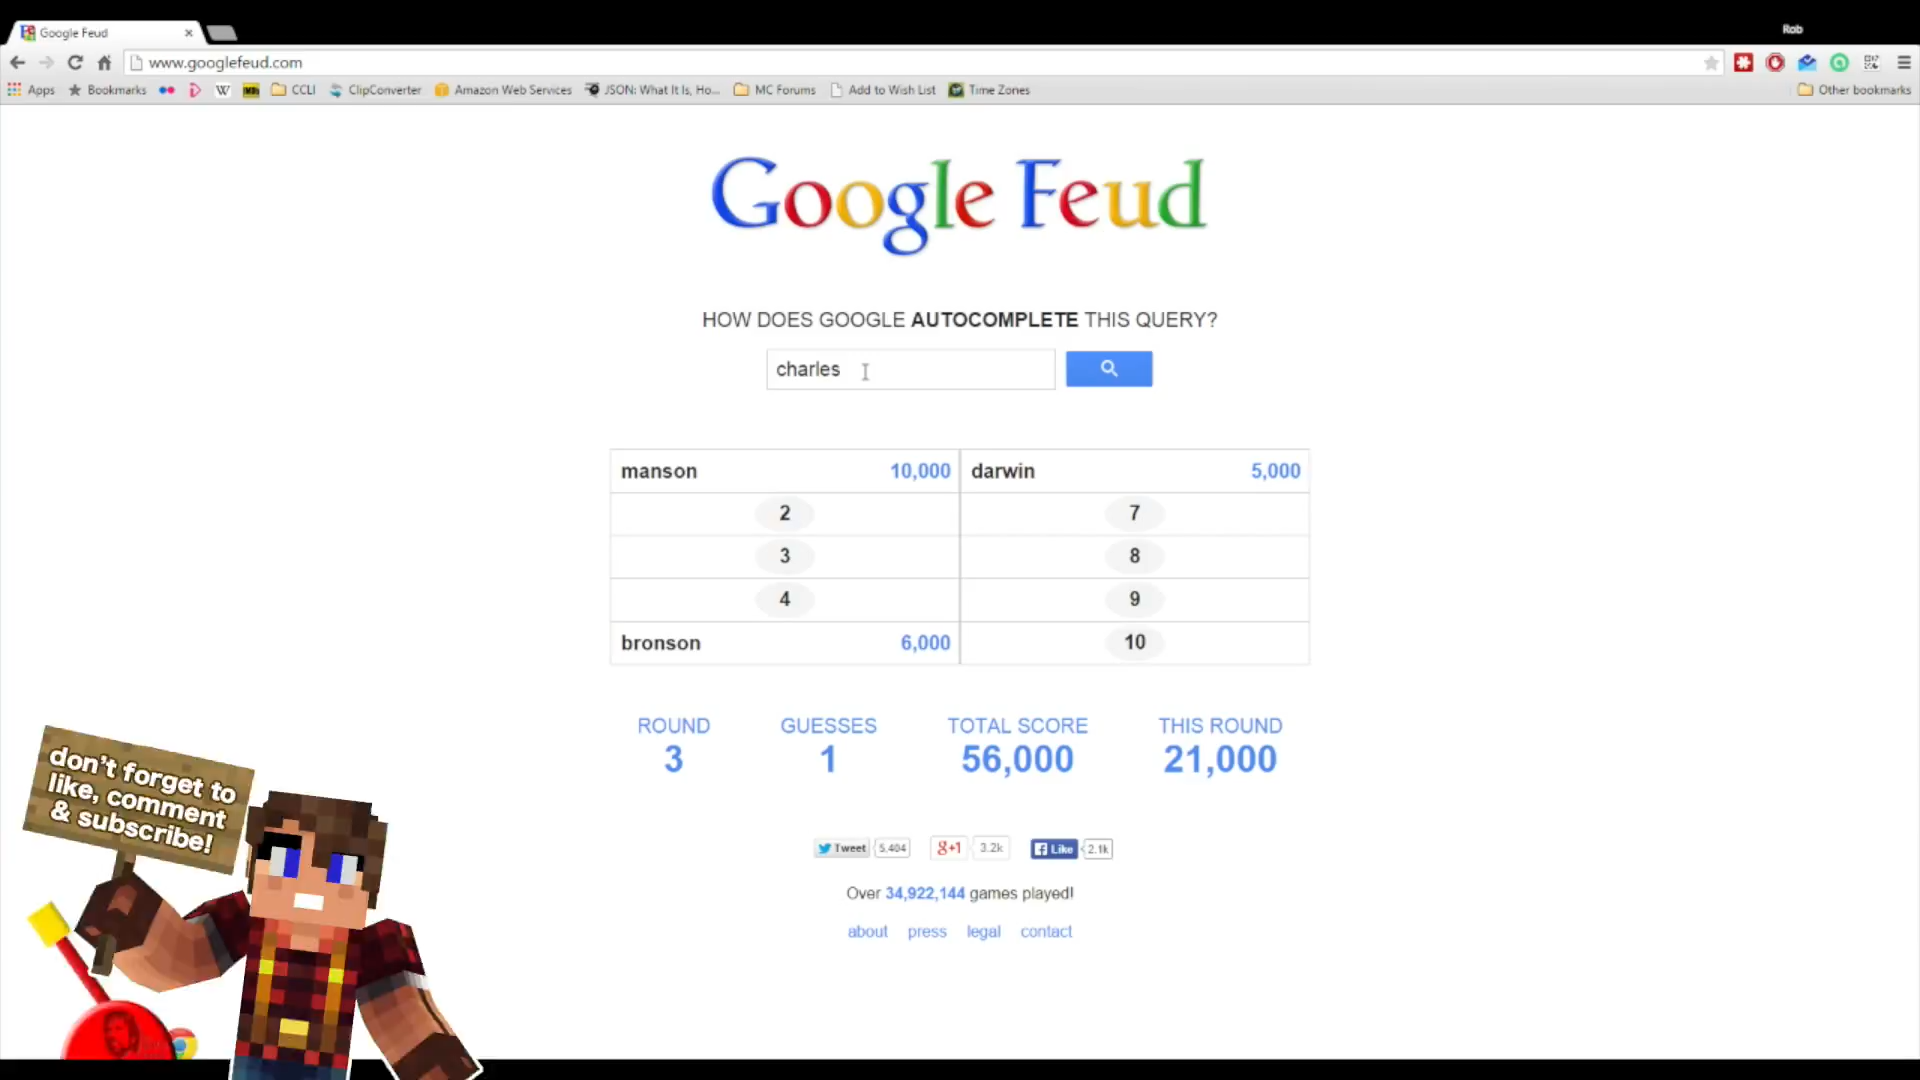 Rob
Google Feud
www.googlefeud.com
Apps Bookmarks W CCLI ClipConverter Amazon Web Services JSON: What It Is, Ho... MC Forums Add to Wish List Time Zones Other bookmarks
Google Feud
HOW DOES GOOGLE AUTOCOMPLETE THIS QUERY?
charles
manson 10,000 darwin 5,000
2 7
3 8
4 9
bronson 6,000 10
ROUND GUESSES TOTAL SCORE THIS ROUND
3 1 56,000 21,000
don't forget to
like, comment
& subscribe!
Tweet 5,404 g+1 3.2k Like 2.1k
Over 34,922,144 games played!
about press legal contact